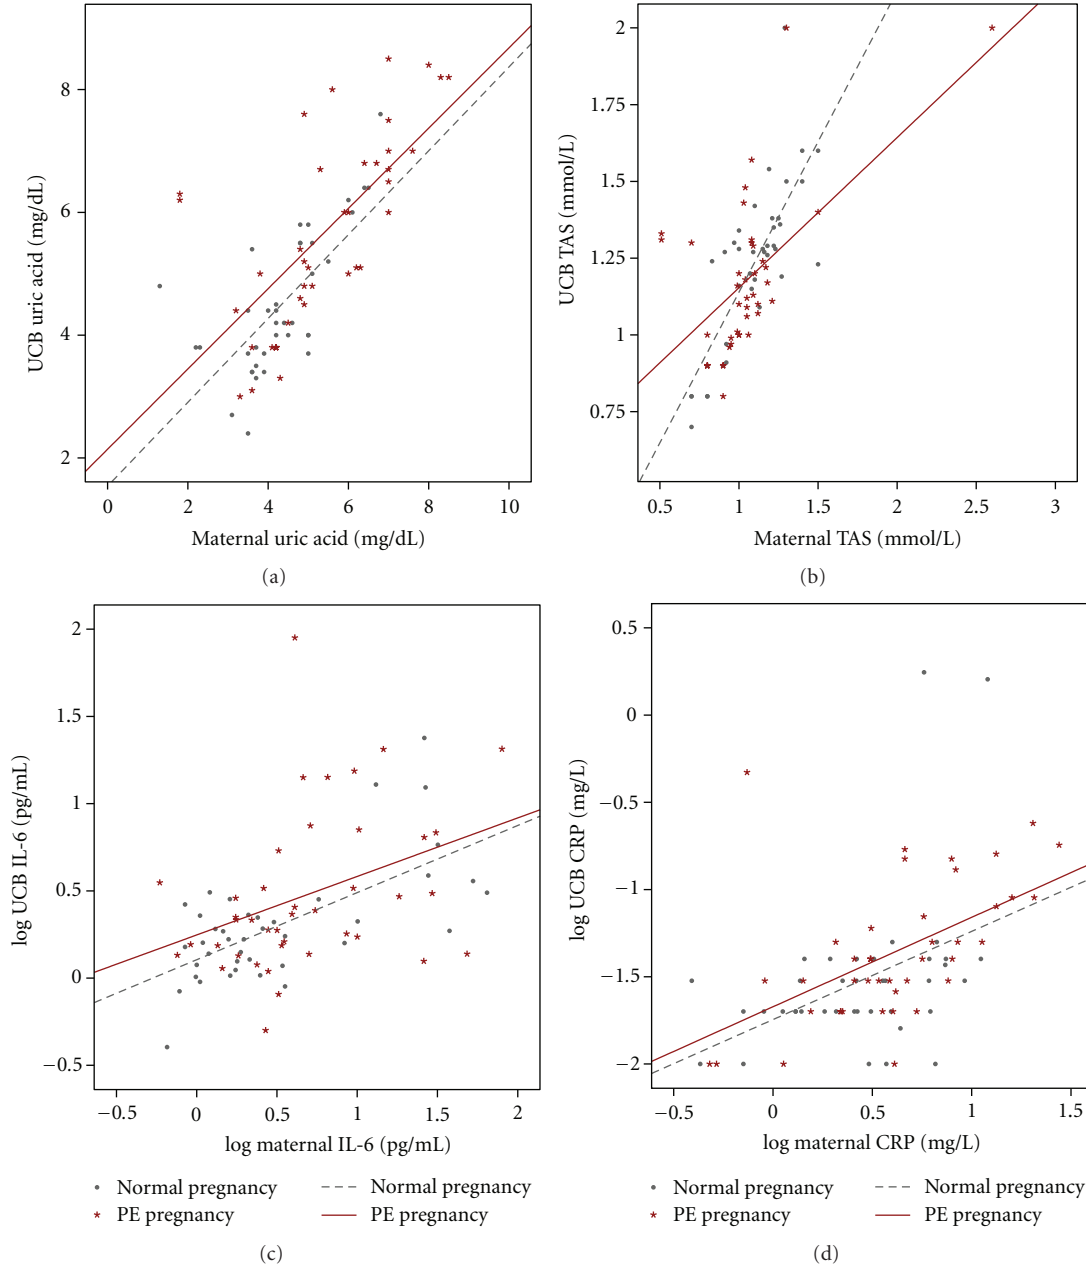 8
6
4
2
UCB uric acid (mg/dL)
0 2 4 6 8 10
Maternal uric acid (mg/dL)
(a)
2
1.75
1.5
1.25
1
0.75
UCB TAS (mmol/L)
0.5 1 1.5 2 2.5 3
Maternal TAS (mmol/L)
(b)
2
1.5
1
0.5
0
−0.5
log UCB IL-6 (pg/mL)
−0.5 0 0.5 1 1.5 2
log maternal IL-6 (pg/mL)
Normal pregnancy Normal pregnancy
PE pregnancy PE pregnancy
(c)
0.5
0
−0.5
−1
−1.5
−2
log UCB CRP (mg/L)
−0.5 0 0.5 1 1.5
log maternal CRP (mg/L)
Normal pregnancy Normal pregnancy
PE pregnancy PE pregnancy
(d)